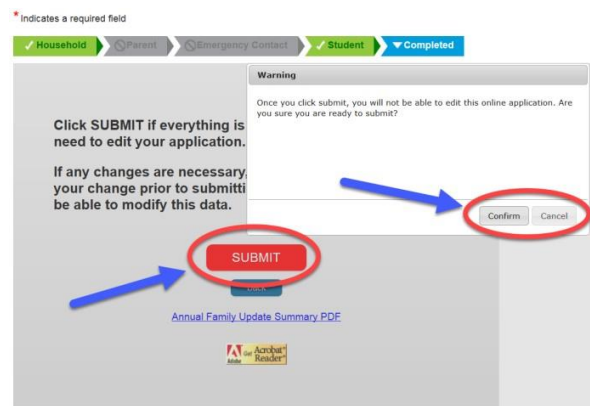 * Indicates a required field
Household
Parent
Emergency Contact
Student
Completed
Warning
Once you click submit, you will not be able to edit this online application. Are
you sure you are ready to submit?
Click SUBMIT if everything is
need to edit your application.
If any changes are necessary,
your change prior to submitti
be able to modify this data.
Confirm Cancel
SUBMIT
Back
Annual Family Update Summary PDF
Adobe Get Acrobat® Reader®